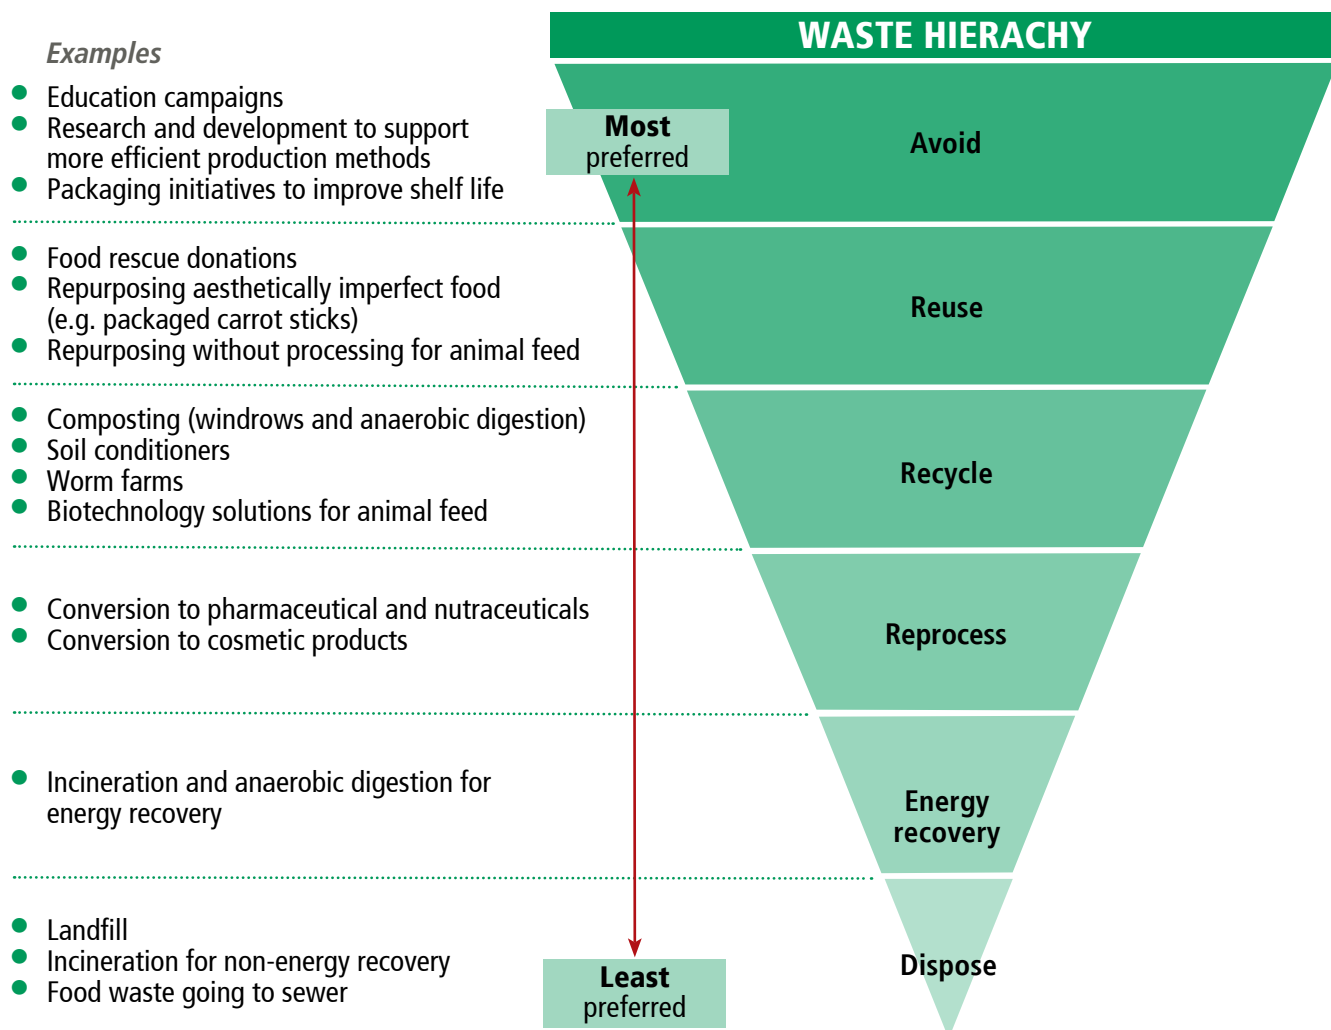 WASTE HIERACHY
Examples
Education campaigns
Research and development to support
more efficient production methods
Packaging initiatives to improve shelf life
Most
preferred
Avoid
Food rescue donations
Repurposing aesthetically imperfect food
(e.g. packaged carrot sticks)
Repurposing without processing for animal feed
Reuse
Composting (windrows and anaerobic digestion)
Soil conditioners
Worm farms
Biotechnology solutions for animal feed
Recycle
Conversion to pharmaceutical and nutraceuticals
Conversion to cosmetic products
Reprocess
Incineration and anaerobic digestion for
energy recovery
Energy
recovery
Landfill
Incineration for non-energy recovery
Food waste going to sewer
Least
preferred
Dispose